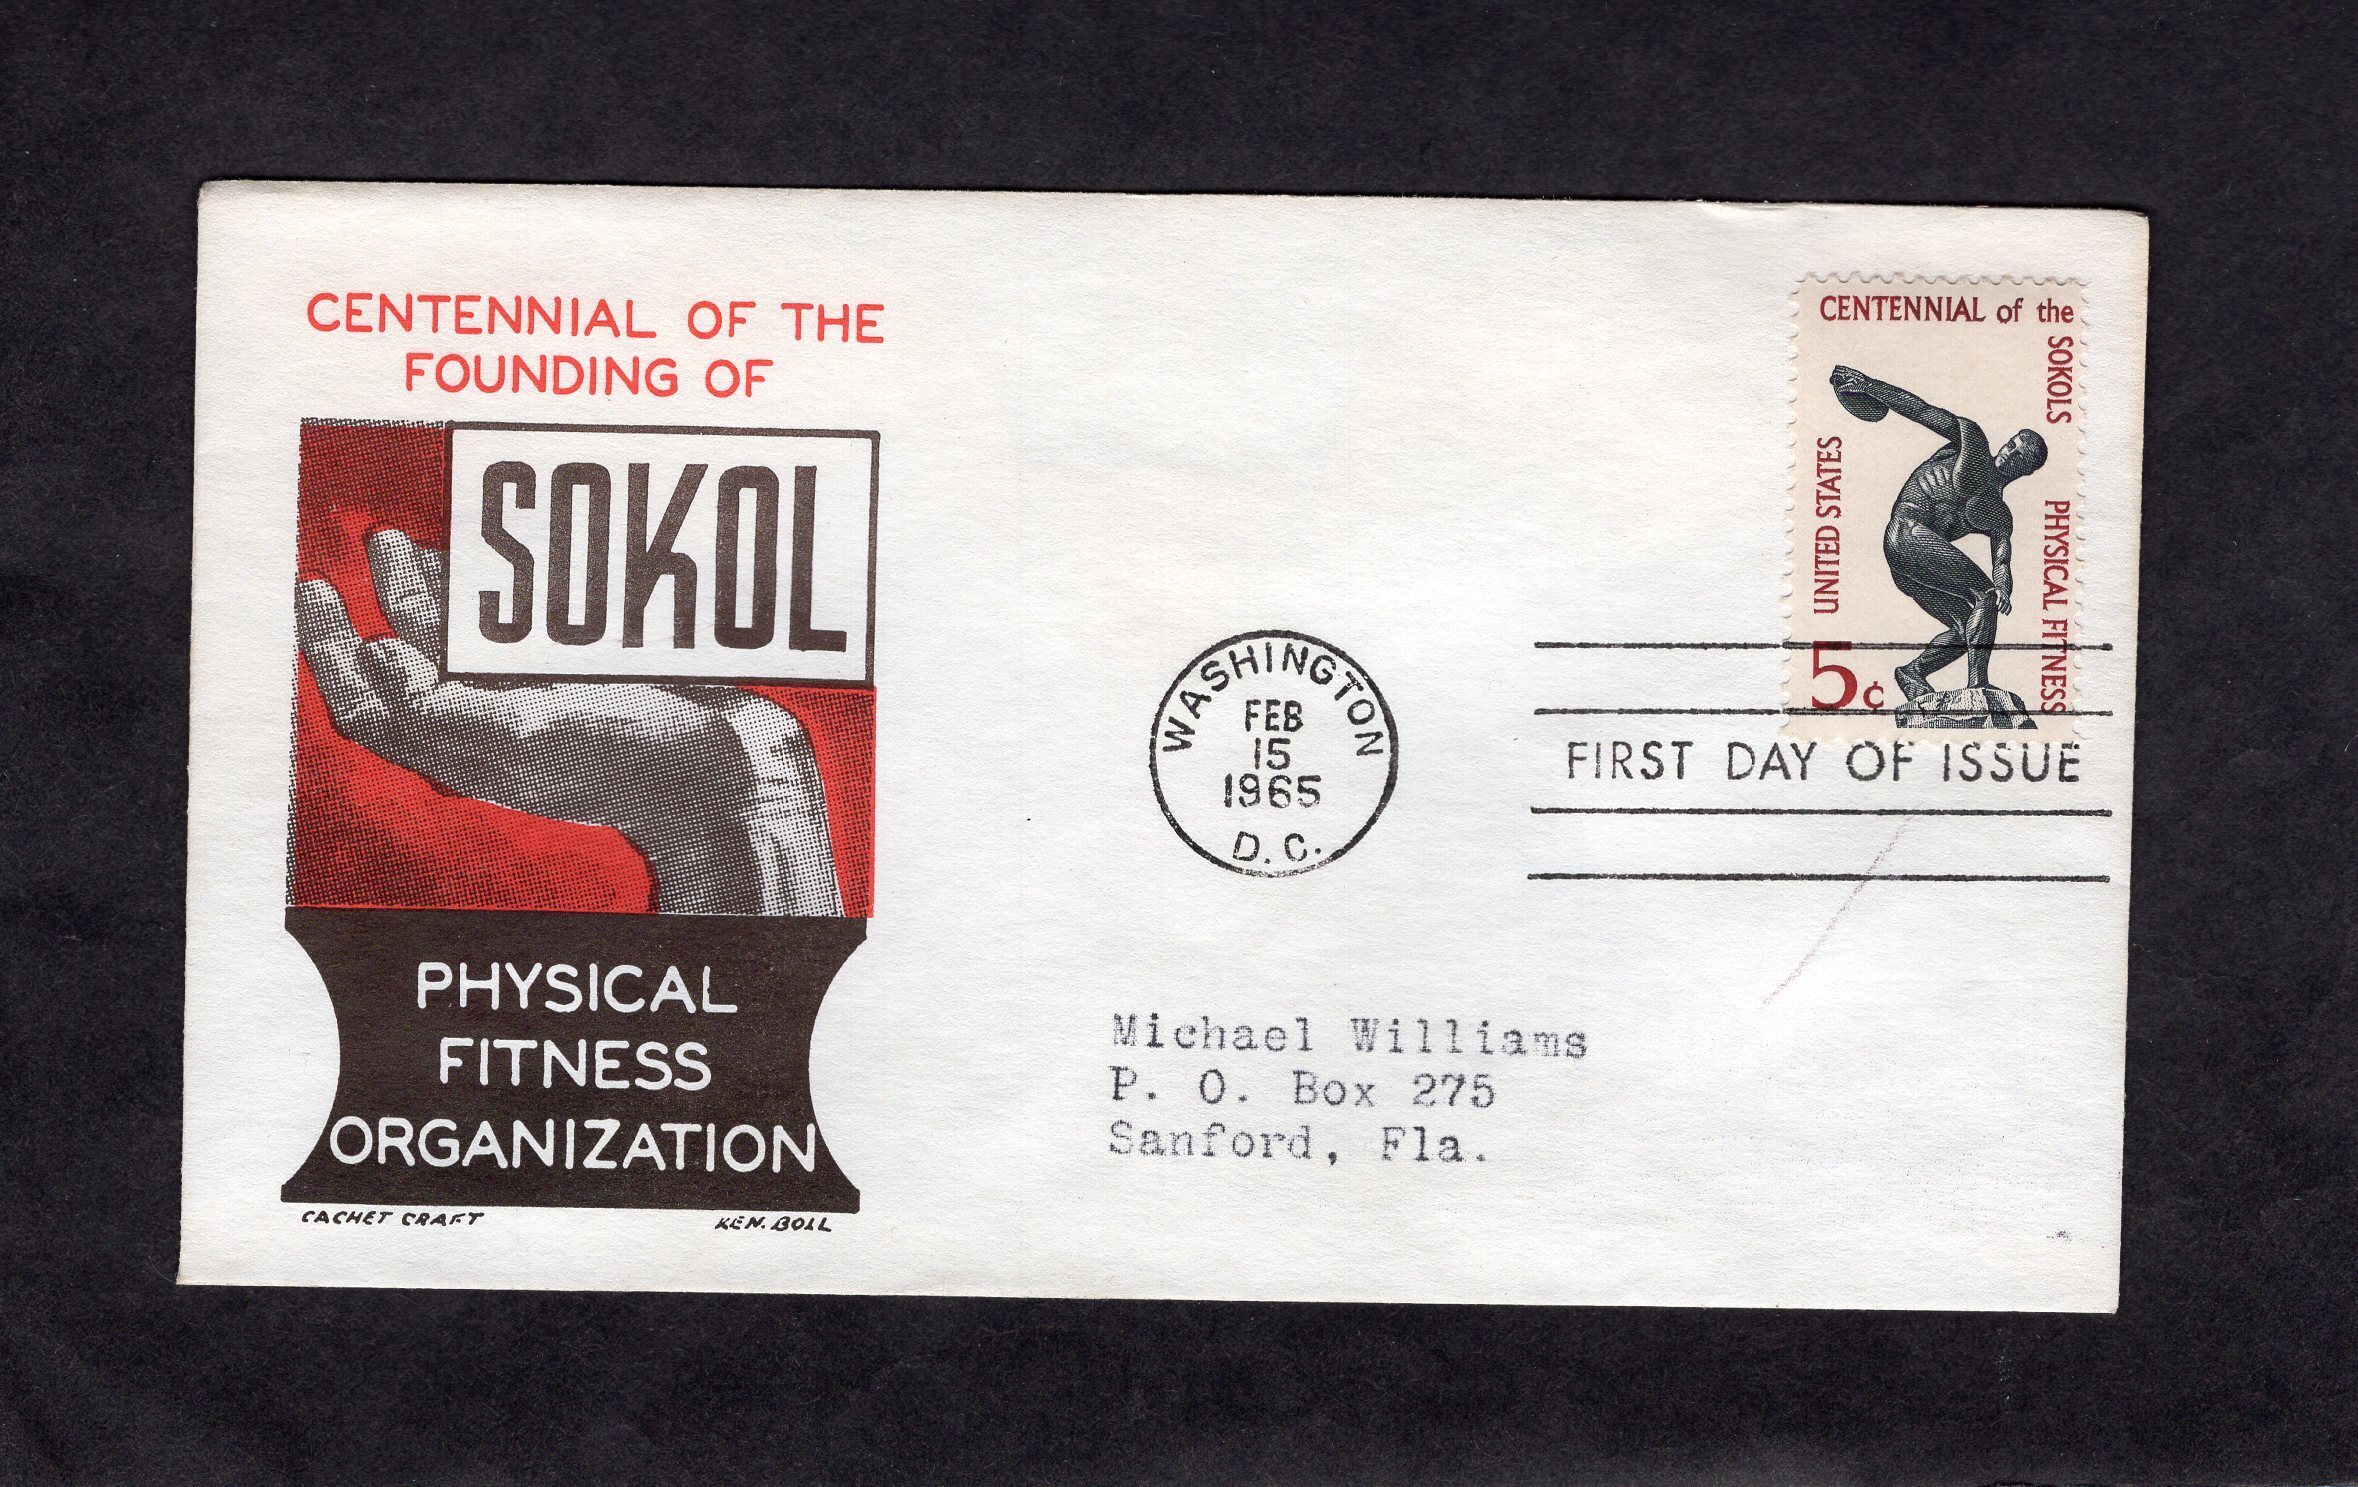 CENTENNIAL OF THE
FOUNDING OF
SOKOL
PHYSICAL
FITNESS
ORGANIZATION
CACHET CRAFT KEN. BOLL
WASHINGTON
FEB
15
1965
D.C.
CENTENNIAL of the
SOKOLS PHYSICAL FITNESS
UNITED STATES
5¢
FIRST DAY OF ISSUE
Michael Williams
P. O. Box 275
Sanford, Fla.